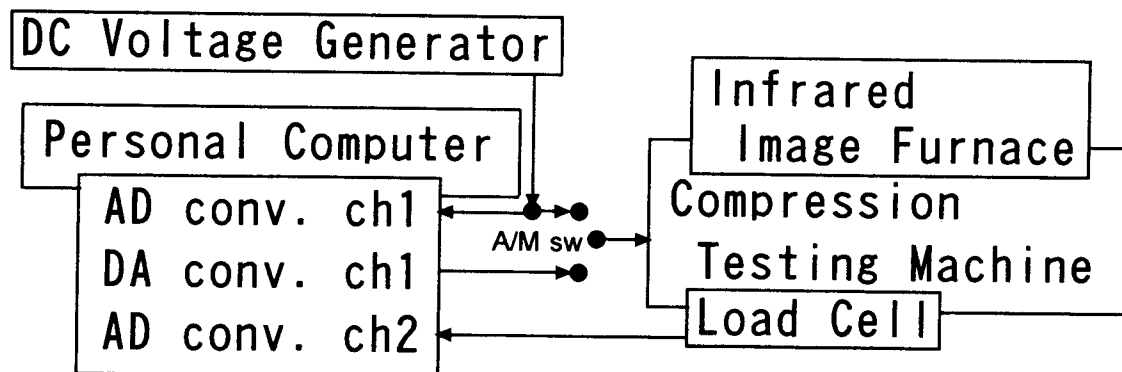 DC Voltage Generator
Personal Computer
AD conv. ch1
DA conv. ch1
AD conv. ch2
A/M sw
Infrared
Image Furnace
Compression
Testing Machine
Load Cell